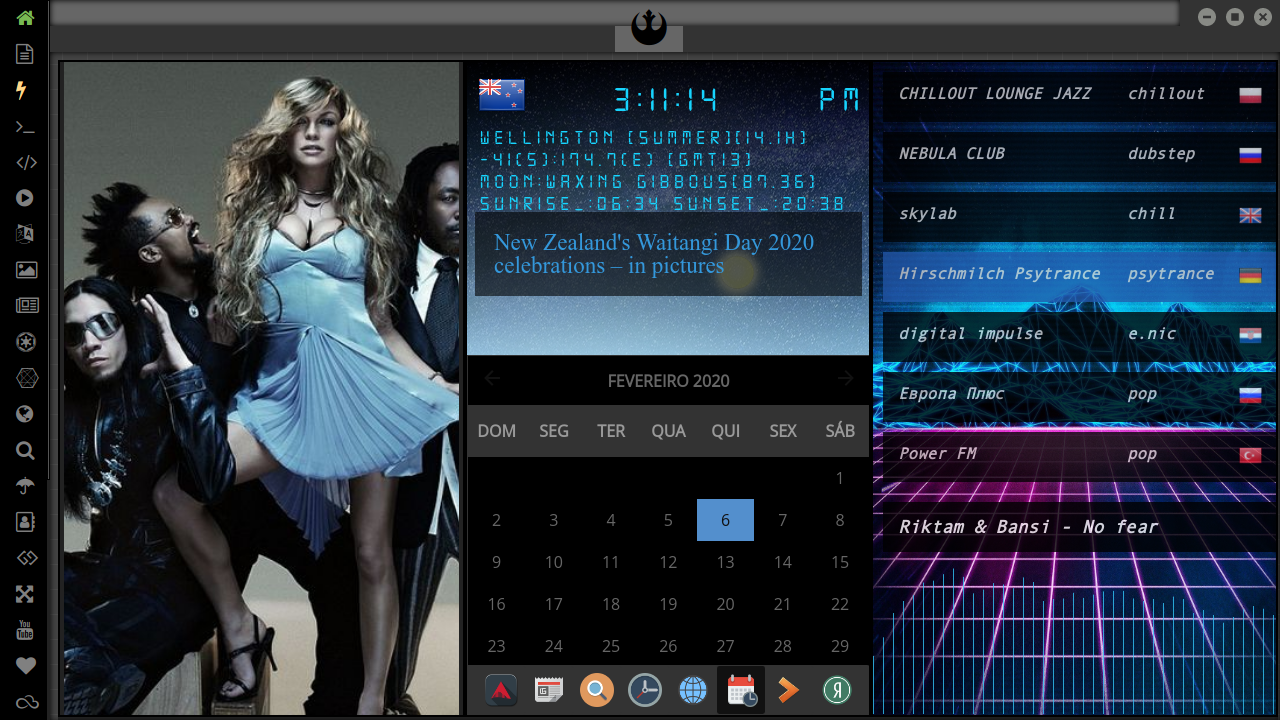 3:11:14 PM
WELLINGTON (SUMMER)(14.1H)
-41(S):174.7(E) (GMT13)
MOON:WAXING GIBBOUS(87.36)
SUNRISE_:06:34 SUNSET_:20:38
New Zealand's Waitangi Day 2020
celebrations – in pictures
FEVEREIRO 2020
DOM SEG TER QUA QUI SEX SÁB
1
2 3 4 5 6 7 8
9 10 11 12 13 14 15
16 17 18 19 20 21 22
23 24 25 26 27 28 29
CHILLOUT LOUNGE JAZZ chillout
NEBULA CLUB dubstep
skylab chill
Hirschmilch Psytrance psytrance
digital impulse e.nic
Европа Плюс pop
Power FM pop
Riktam & Bansi - No fear
You
Tube
Я